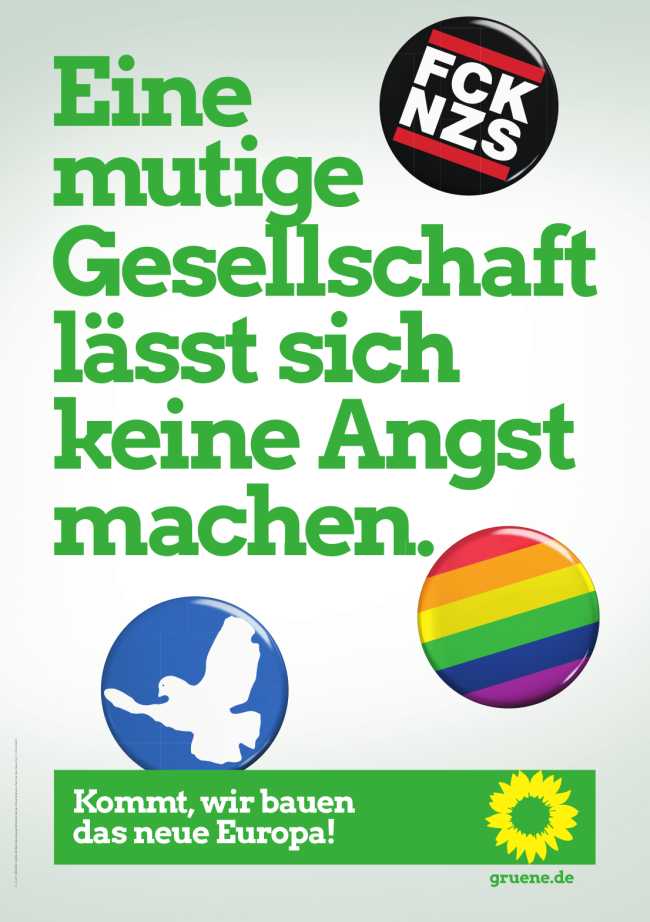 Eine
FCK
NZS
mutige
Gesellschaft
lässt sich
keine Angst
machen.
Kommt, wir bauen
das neue Europa!
gruene.de